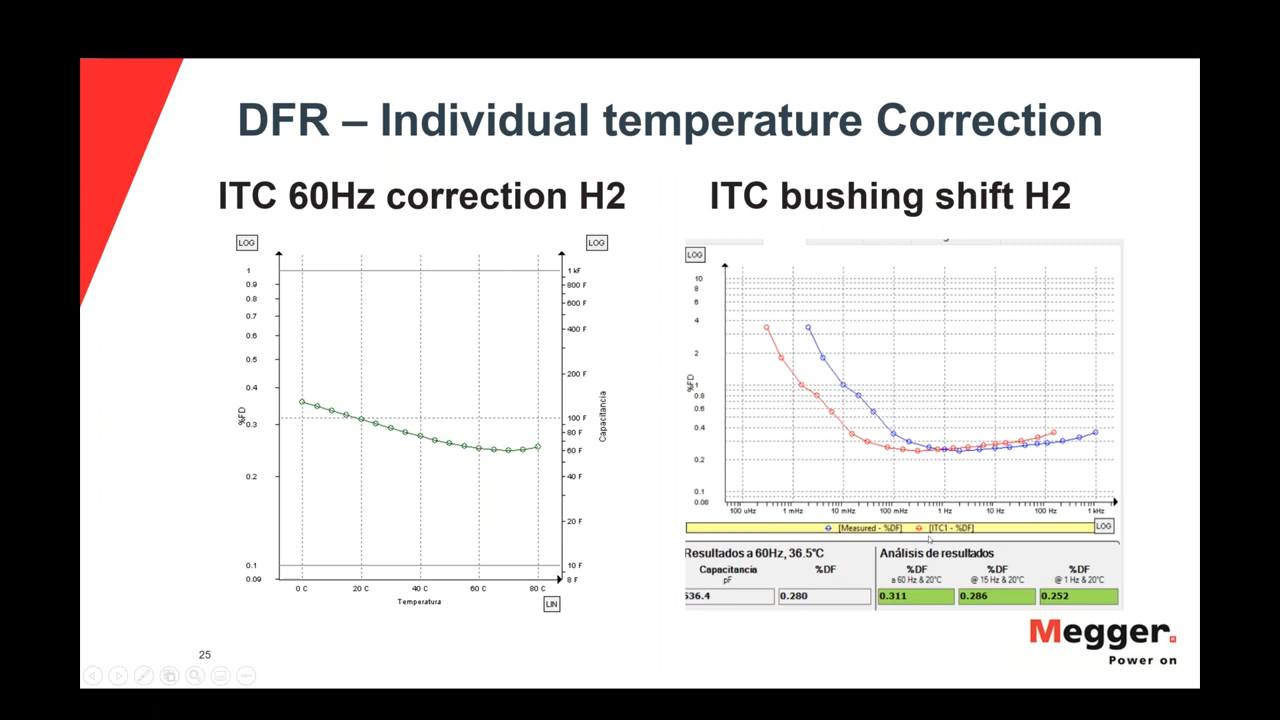 DFR – Individual temperature Correction
ITC 60Hz correction H2
ITC bushing shift H2
LOG
LOG
1
0.9
0.8
0.7
0.6
0.5
0.4
0.3
0.2
0.1
0.09
%FD
1 kF
800 F
600 F
400 F
200 F
100 F
80 F
60 F
40 F
20 F
10 F
8 F
Capacitancia
0 C
20 C
40 C
60 C
80 C
Temperatura
LIN
LOG
10
8
6
4
2
1
0.8
0.6
0.4
0.2
0.1
0.08
%FD
100 uHz
1 mHz
10 mHz
100 mHz
1 Hz
10 Hz
100 Hz
1 kHz
[Measured - %DF]
[ITC1 - %DF]
LOG
Resultados a 60Hz, 36.5°C
Capacitancia
%DF
pF
536.4
0.280
Análisis de resultados
%DF
%DF
%DF
a 60 Hz & 20°C
@ 15 Hz & 20°C
@ 1 Hz & 20°C
0.311
0.286
0.252
Megger.
Power on
25